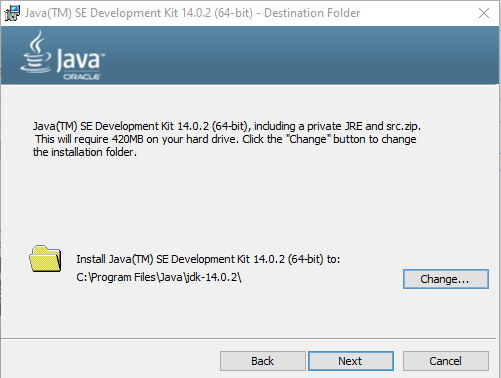 Java(TM) SE Development Kit 14.0.2 (64-bit) - Destination Folder
Java™
ORACLE
Java(TM) SE Development Kit 14.0.2 (64-bit), including a private JRE and src.zip.
This will require 420MB on your hard drive. Click the "Change" button to change
the installation folder.
Install Java(TM) SE Development Kit 14.0.2 (64-bit) to:
C:\Program Files\Java\jdk-14.0.2\
Change...
Back
Next
Cancel